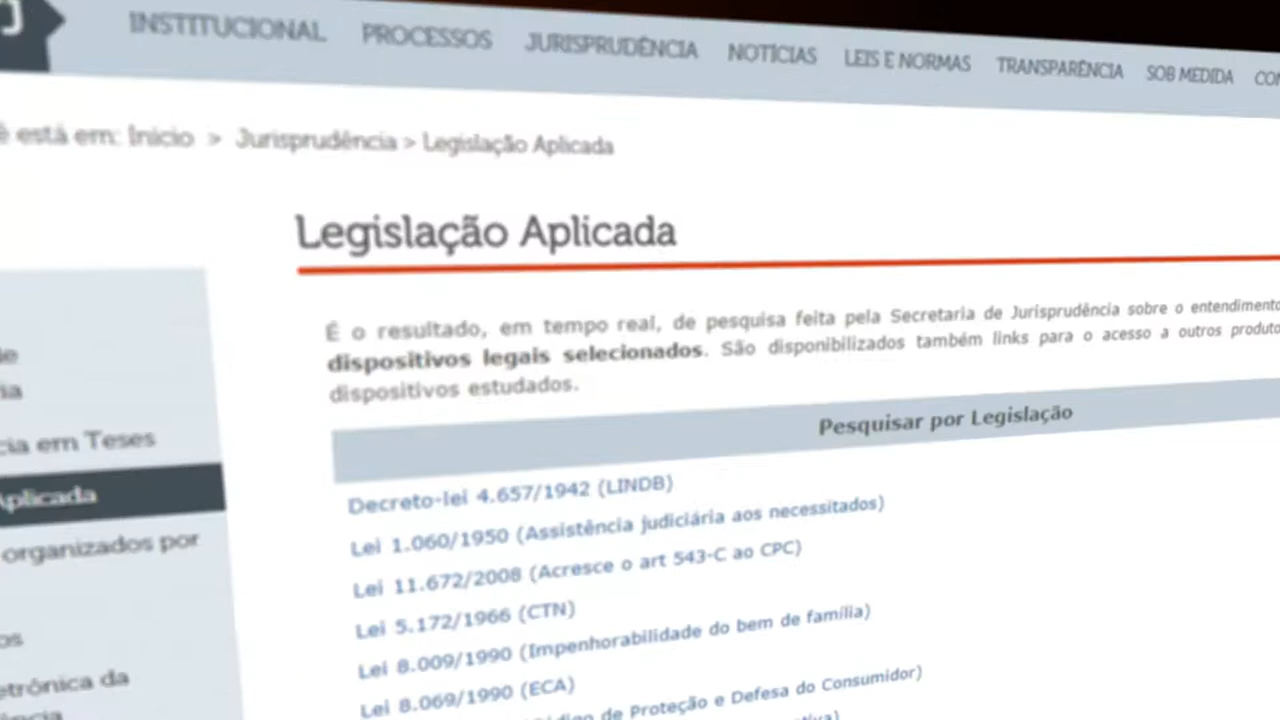 INSTITUCIONAL PROCESSOS JURISPRUDÊNCIA NOTÍCIAS LEIS E NORMAS TRANSPARÊNCIA SOB MEDIDA
está em: Início > Jurisprudência > Legislação Aplicada
Legislação Aplicada
É o resultado, em tempo real, de pesquisa feita pela Secretaria de Jurisprudência sobre o entendimento
dispositivos legais selecionados. São disponibilizados também links para o acesso a outros
dispositivos estudados.
em Teses
Aplicada
organizados por
Pesquisar por Legislação
Decreto-lei 4.657/1942 (LINDB)
Lei 1.060/1950 (Assistência judiciária aos necessitados)
Lei 11.672/2008 (Acresce o art 543-C ao CPC)
Lei 5.172/1966 (CTN)
Lei 8.009/1990 (Impenhorabilidade do bem de família)
Lei 8.069/1990 (ECA)
de Proteção e Defesa do Consumidor)